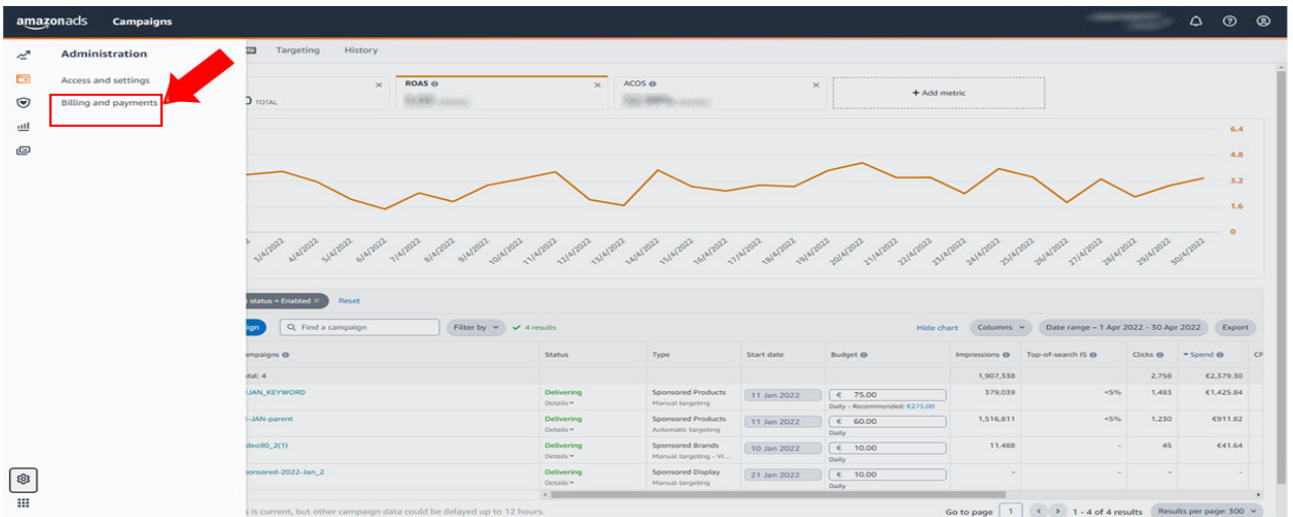 amazonads Campaigns
Administration
Access and settings
Billing and payments
Targeting History
TOTAL
ROAS
ACOS
+ Add metric
6.4
4.8
3.2
1.6
0
5/4/2022 4/4/2022 5/4/2022 6/4/2022 7/4/2022 8/4/2022 9/4/2022 10/4/2022 11/4/2022 12/4/2022 13/4/2022 14/4/2022 15/4/2022 16/4/2022 17/4/2022 18/4/2022 19/4/2022 20/4/2022 21/4/2022 22/4/2022 23/4/2022 24/4/2022 25/4/2022 26/4/2022 27/4/2022 28/4/2022 29/4/2022 30/4/2022
status = Enabled × Reset
Find a campaign Filter by 4 results Hide chart Columns Date range - 1 Apr 2022 - 30 Apr 2022 Export
Status Type Start date Budget Impressions Top-of-search IS Clicks Spend
: 4 1,907,338 2,758 €2,379.30
JAN_KEYWORD Delivering Sponsored Products 11 Jan 2022 € 75.00 379,039 <5% 1,483 €1,425.84
Details Manual targeting Daily - Recommended: €275.00
-JAN-parent Delivering Sponsored Products 11 Jan 2022 € 60.00 1,516,811 <5% 1,230 €911.82
Details Automatic targeting Daily
deo90_2(1) Delivering Sponsored Brands 10 Jan 2022 € 10.00 11,488 - 45 €41.64
Details Manual targeting - Vi... Daily
onsored-2022-Jan_2 Delivering Sponsored Display 21 Jan 2022 € 10.00 - - - -
Details Manual targeting Daily
is current, but other campaign data could be delayed up to 12 hours. Go to page 1 1 - 4 of 4 results Results per page: 300